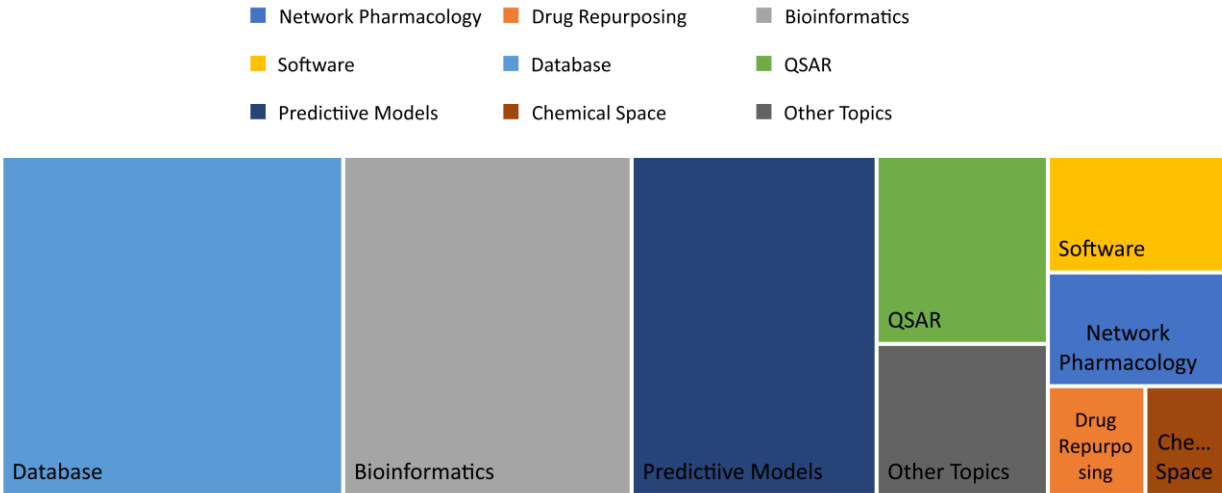 Network Pharmacology
Drug Repurposing
Bioinformatics
Software
Database
QSAR
Predictiive Models
Chemical Space
Other Topics
Database
Bioinformatics
Predictiive Models
QSAR
Other Topics
Software
Network
Pharmacology
Drug
Repurpo
sing
Che...
Space